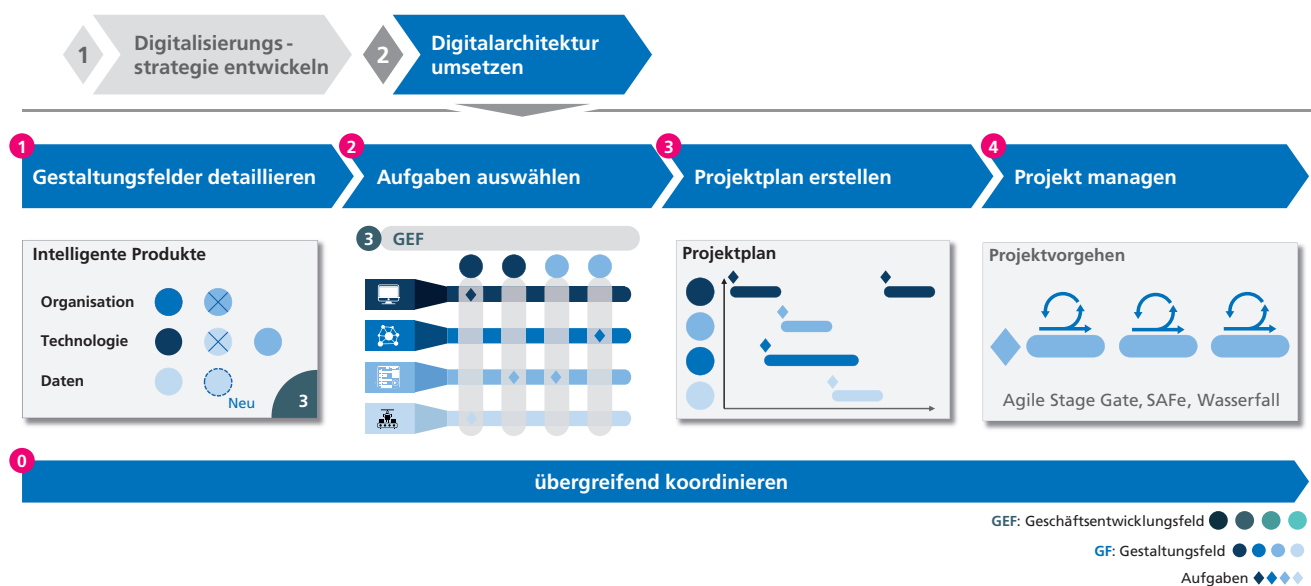 1
Digitalisierungs-
strategie entwickeln
2
Digitalarchitektur
umsetzen
1
Gestaltungsfelder detaillieren
2
Aufgaben auswählen
3
Projektplan erstellen
4
Projekt managen
Intelligente Produkte
Organisation
Technologie
Daten
Neu
3
3
GEF
Projektplan
Projektvorgehen
Agile Stage Gate, SAFe, Wasserfall
0
übergreifend koordinieren
GEF: Geschäftsentwicklungsfeld
GF: Gestaltungsfeld
Aufgaben